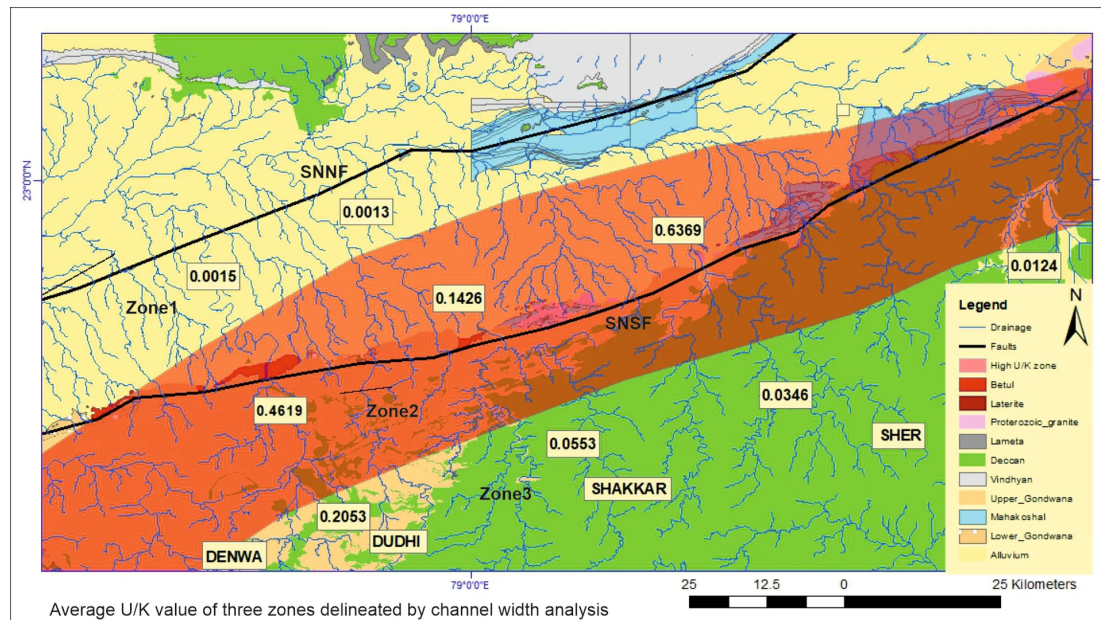 79°0'0"E
23°0'0"N
SNNF
0.0013
0.6369
0.0015
0.0124
Zone1
0.1426
SNSF
0.4619
Zone2
0.0346
0.0553
SHER
Zone3
SHAKKAR
0.2053
DUDHI
DENWA
N
Legend
Drainage
Faults
High U/K zone
Betul
Laterite
Proterozoic_granite
Lameta
Deccan
Vindhyan
Upper_Gondwana
Mahakoshal
Lower_Gondwana
Alluvium
79°0'0"E
25 12.5 0 25 Kilometers
Average U/K value of three zones delineated by channel width analysis